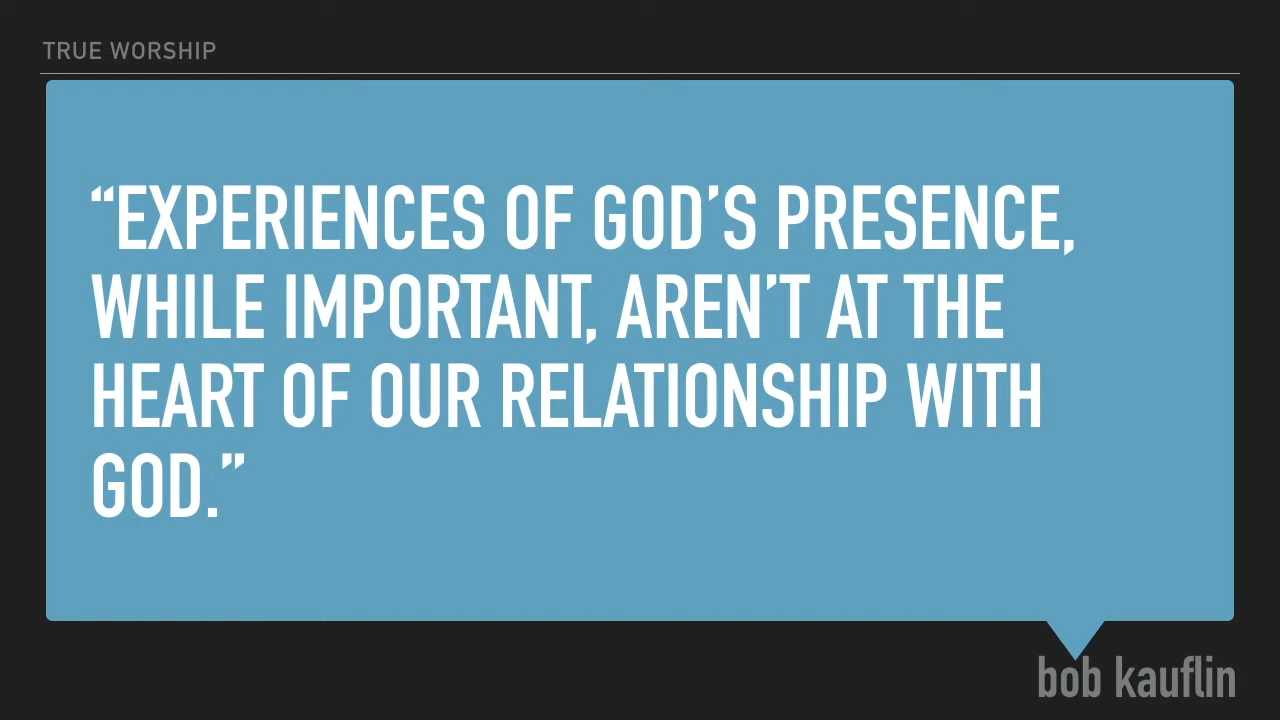 TRUE WORSHIP
“EXPERIENCES OF GOD’S PRESENCE,
WHILE IMPORTANT, AREN’T AT THE
HEART OF OUR RELATIONSHIP WITH
GOD.”
bob kauflin